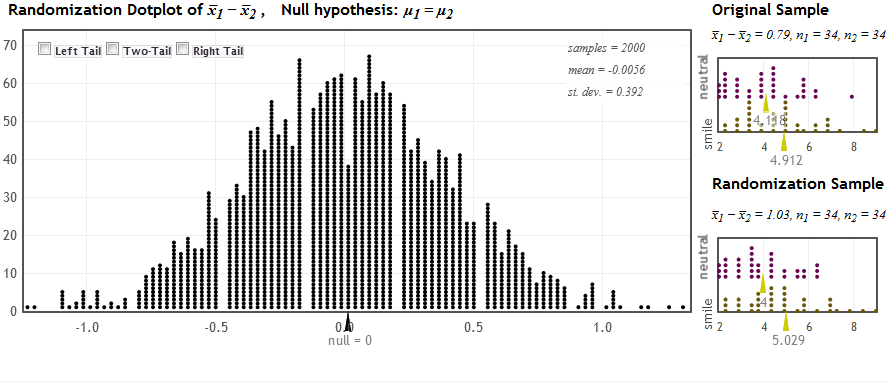 Randomization Dotplot of x̄₁ − x̄₂ , Null hypothesis: μ₁ = μ₂
Left Tail Two-Tail Right Tail
samples = 2000
mean = -0.0056
st. dev. = 0.392
70
60
50
40
30
20
10
0
-1.0 -0.5 0.0 0.5 1.0
null = 0
Original Sample
x̄₁ − x̄₂ = 0.79, n₁ = 34, n₂ = 34
neutral
smile
4.118
2 4 6 8
4.912
Randomization Sample
x̄₁ − x̄₂ = 1.03, n₁ = 34, n₂ = 34
neutral
smile
4
2 4 6 8
5.029